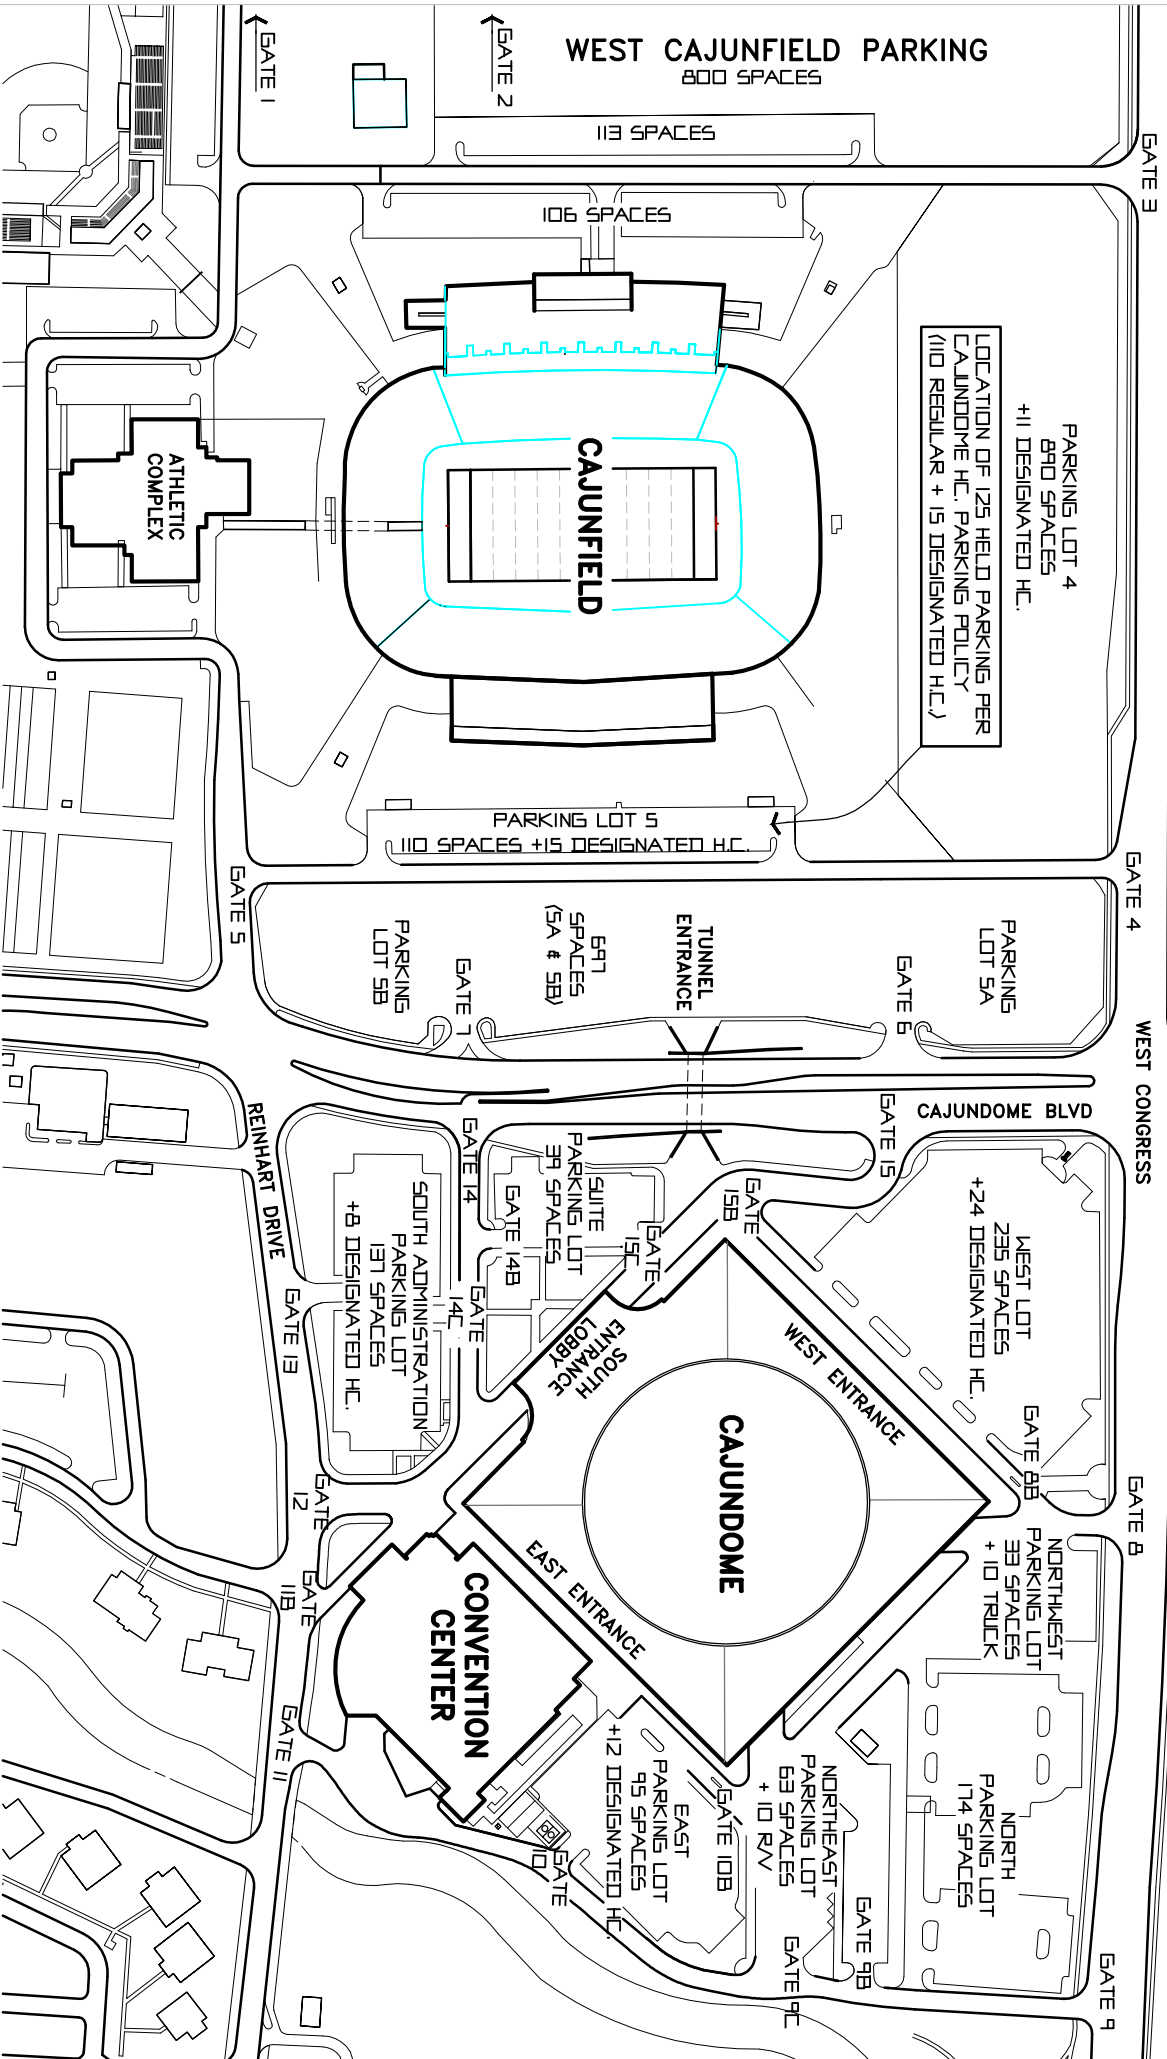 WEST CAJUNFIELD PARKING
800 SPACES
GATE 1
GATE 2
113 SPACES
GATE 3
106 SPACES
PARKING LOT 4
890 SPACES
+11 DESIGNATED HC.
LOCATION OF 125 HELD PARKING PER
CAJUNDOME HC. PARKING POLICY
(110 REGULAR + 15 DESIGNATED H.C.)
CAJUNFIELD
ATHLETIC
COMPLEX
PARKING LOT 5
110 SPACES +15 DESIGNATED H.C.
GATE 4
GATE 5
PARKING
LOT 5A
GATE 6
TUNNEL
ENTRANCE
697
SPACES
(5A & 5B)
GATE 7
PARKING
LOT 5B
WEST CONGRESS
CAJUNDOME BLVD
REINHART DRIVE
GATE 15
GATE 14
GATE
15B
SUITE
PARKING LOT
39 SPACES
GATE
15C
GATE 14B
GATE
14C
SOUTH ADMINISTRATION
PARKING LOT
137 SPACES
+8 DESIGNATED HC.
GATE 13
WEST LOT
235 SPACES
+24 DESIGNATED HC.
WEST ENTRANCE
SOUTH
ENTRANCE
LOBBY
CAJUNDOME
EAST ENTRANCE
GATE 8B
GATE 8
GATE
12
GATE
11B
GATE 11
NORTHWEST
PARKING LOT
33 SPACES
+ 10 TRUCK
CONVENTION
CENTER
NORTH
PARKING LOT
174 SPACES
NORTHEAST
PARKING LOT
63 SPACES
+ 10 R/V
GATE 10B
EAST
PARKING LOT
95 SPACES
+12 DESIGNATED HC.
GATE
10
GATE 9B
GATE 9C
GATE 9